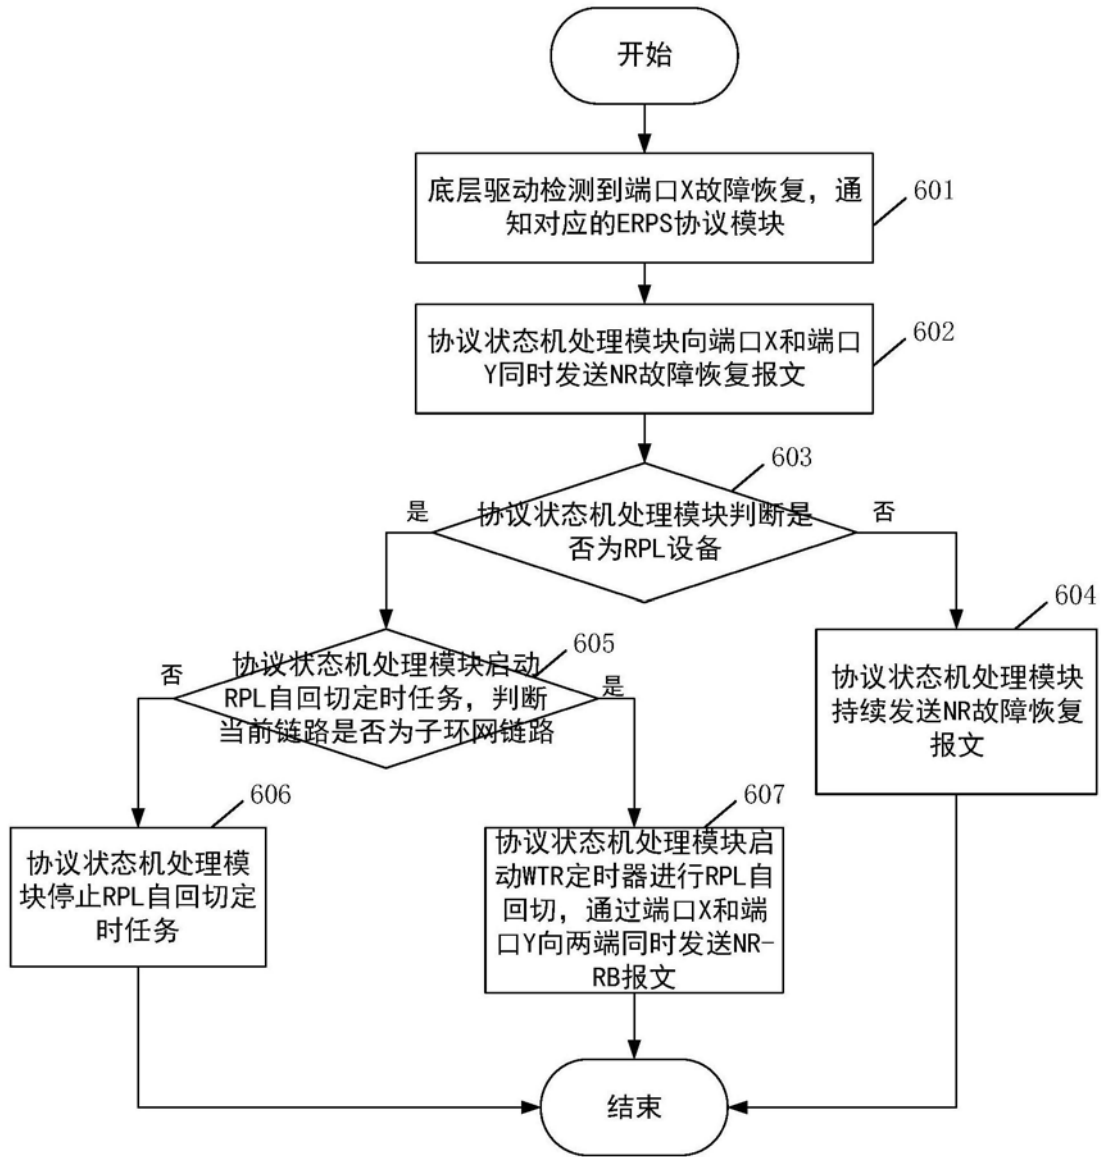 开始
底层驱动检测到端口X故障恢复，通
知对应的ERPS协议模块
601
协议状态机处理模块向端口X和端口
Y同时发送NR故障恢复报文
602
603
协议状态机处理模块判断是
否为RPL设备
是
否
604
协议状态机处理模块
持续发送NR故障恢复
报文
605
协议状态机处理模块启动
RPL自回切定时任务，判断
当前链路是否为子环网链路
否
是
606
协议状态机处理模
块停止RPL自回切定
时任务
607
协议状态机处理模块启
动WTR定时器进行RPL自
回切，通过端口X和端
口Y向两端同时发送NR-
RB报文
结束